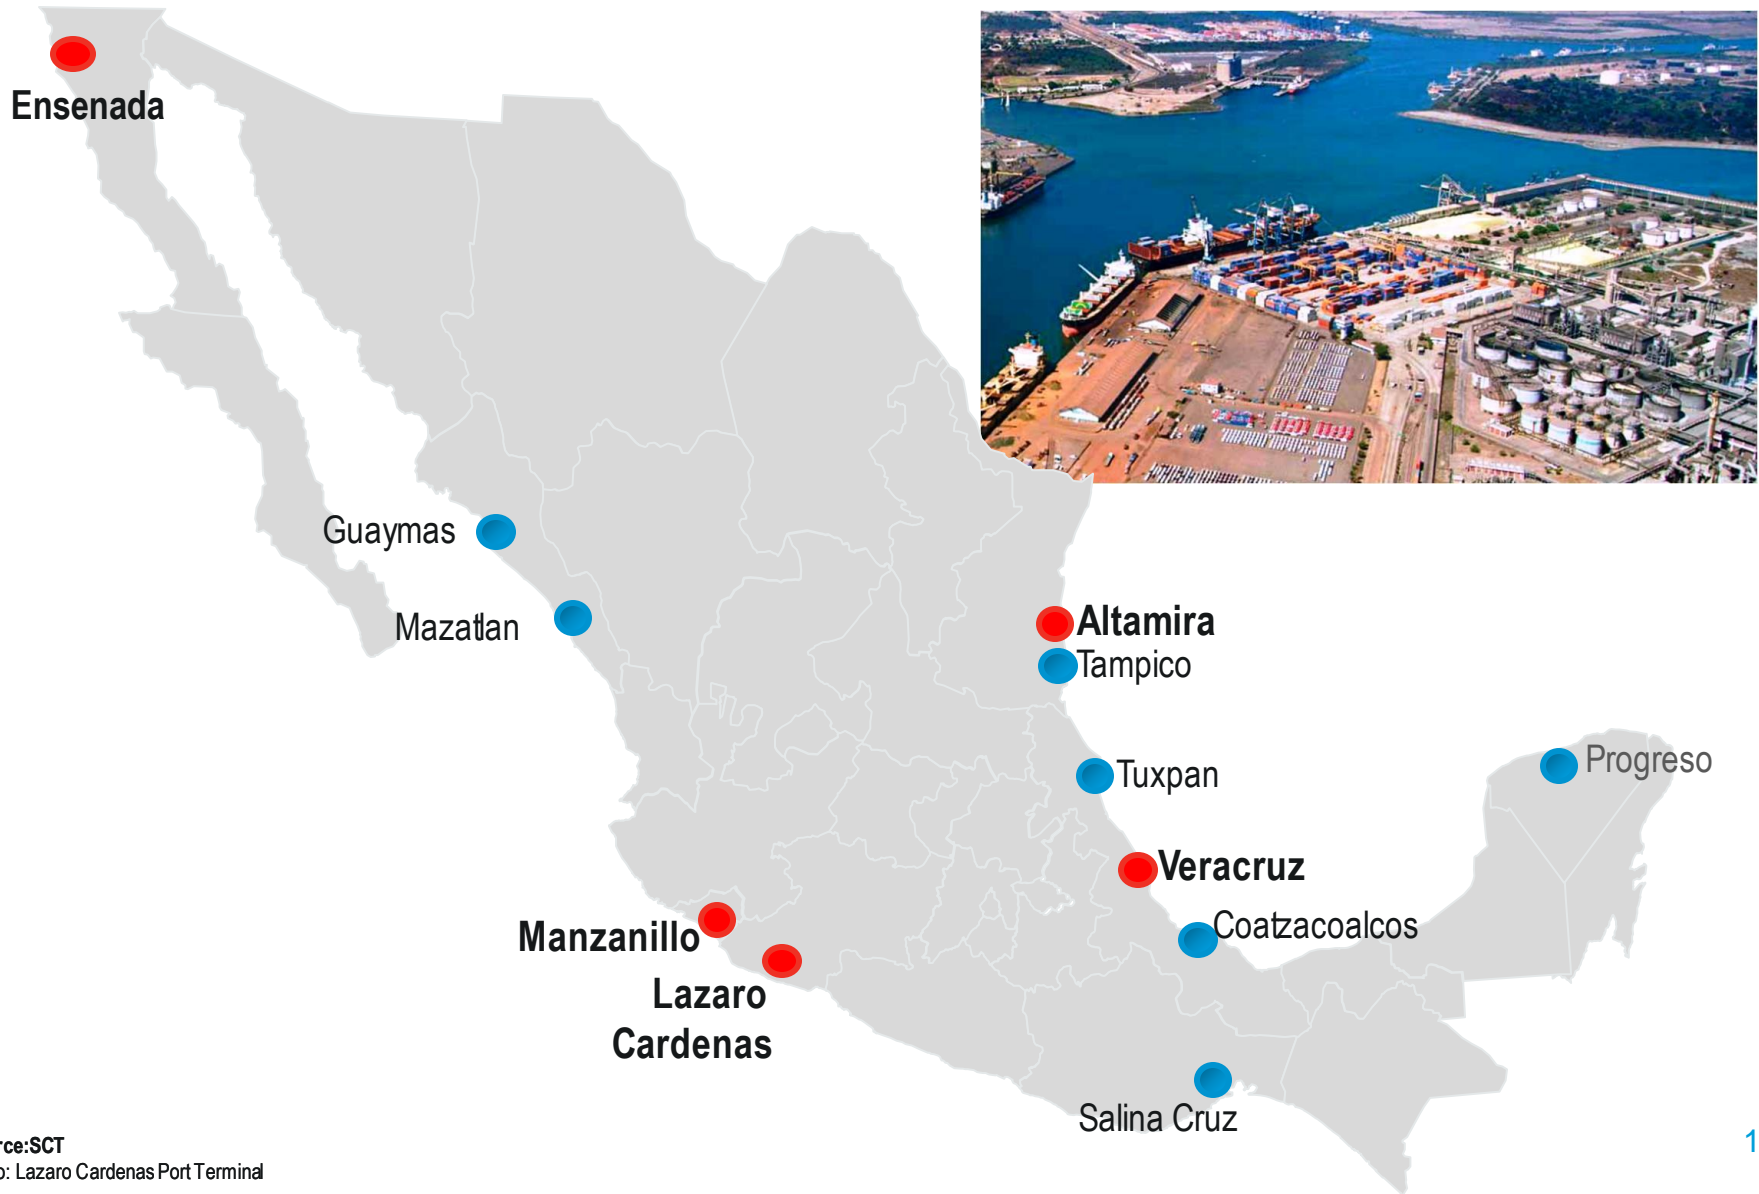 Ensenada
Guaymas
Mazatlan
Altamira
Tampico
Tuxpan
Progreso
Veracruz
Coatzacoalcos
Manzanillo
Lazaro
Cardenas
Salina Cruz
rce:SCT
o: Lazaro Cardenas Port Terminal
1